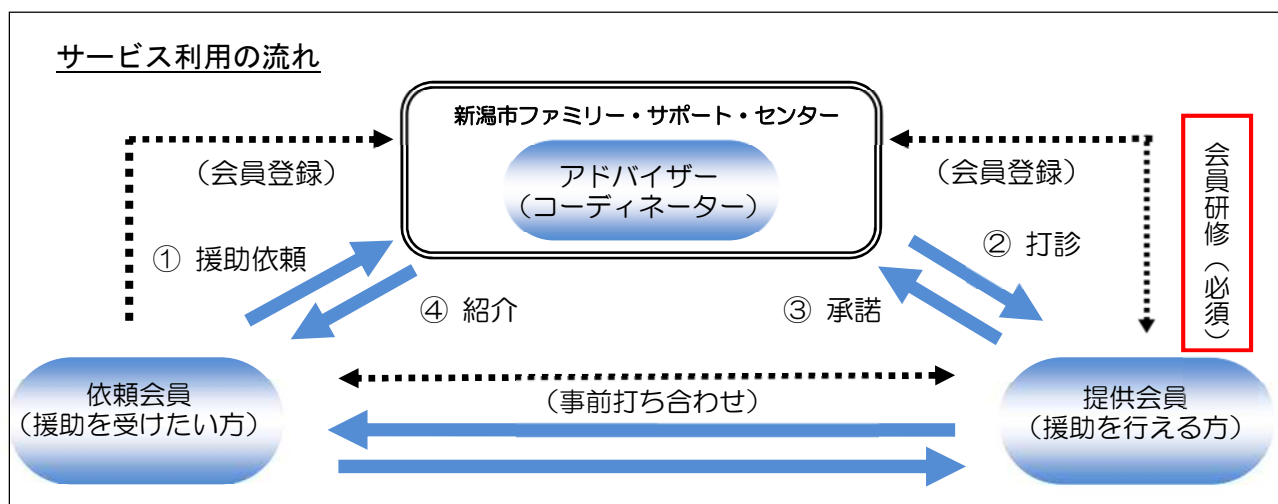 サービス利用の流れ
新潟市ファミリー・サポート・センター
アドバイザー
（コーディネーター）
（会員登録）
（会員登録）
会員研修（必須）
① 援助依頼
② 打診
④ 紹介
③ 承諾
依頼会員
（援助を受けたい方）
（事前打ち合わせ）
提供会員
（援助を行える方）